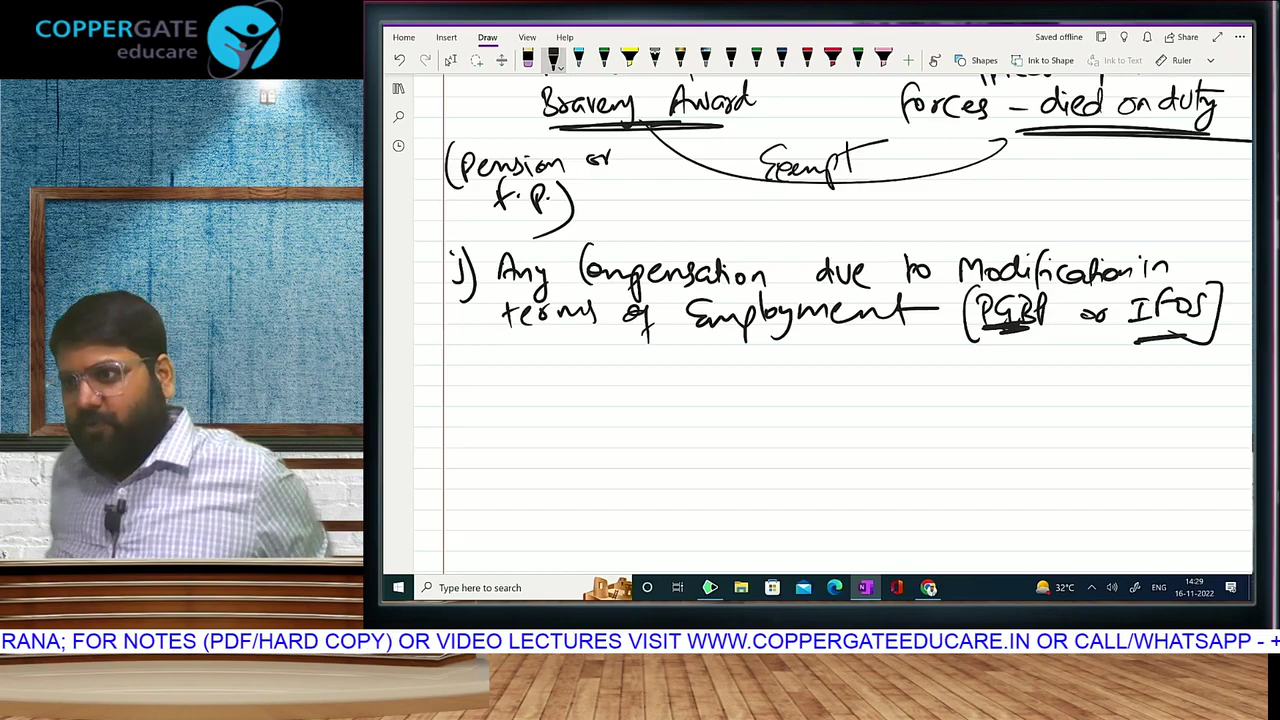 COPPERGATE
educare
Home Insert Draw View Help
Saved offline
Share
Shapes
Ink to Shape
Ink to Text
Ruler
Bravery Award
forces - died on duty
(Pension or
f.p.)
Exempt
j) Any Compensation due to Modification in
terms of Employment (PGBP or IFOS]
Type here to search
32°C
ENG
14:29
16-11-2022
RANA; FOR NOTES (PDF/HARD COPY) OR VIDEO LECTURES VISIT WWW.COPPERGATEEDUCARE.IN OR CALL/WHATSAPP - +